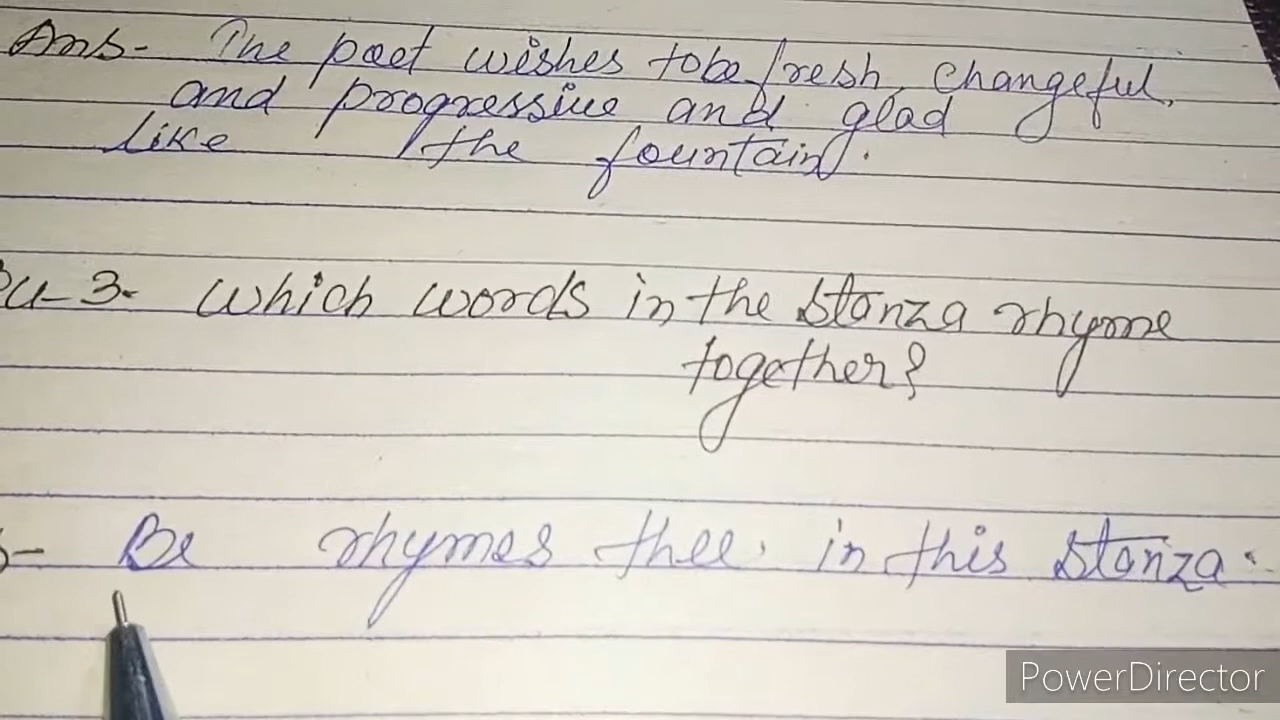 Ans- The poet wishes tobe fresh, changeful,
and progressive and glad
like the fountain.
Qu-3- which words in the stanza rhyme
together?
s- Be rhymes thee. in this stanza.
PowerDirector